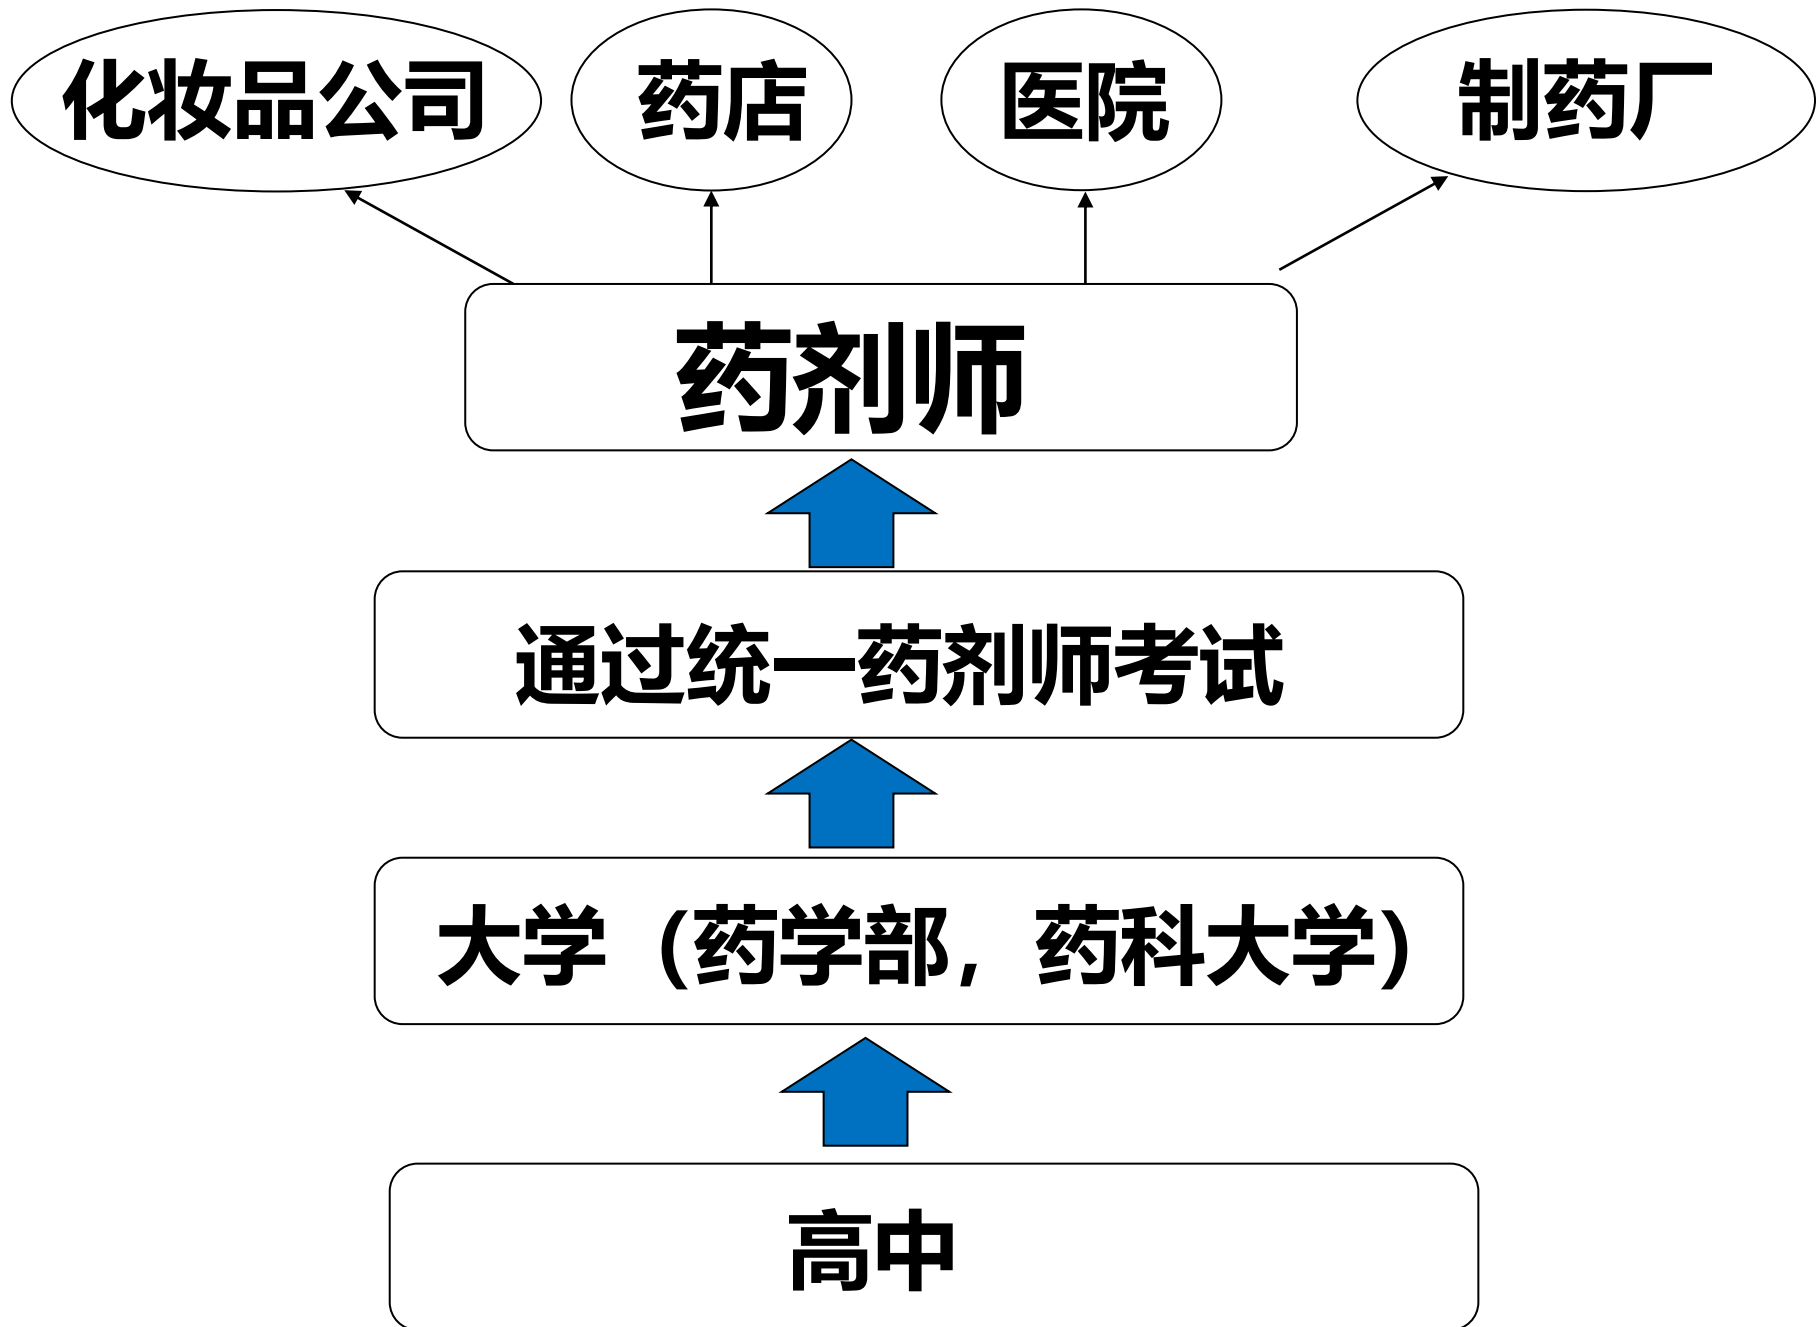 化妆品公司 药店 医院 制药厂
药剂师
通过统一药剂师考试
大学（药学部，药科大学）
高中